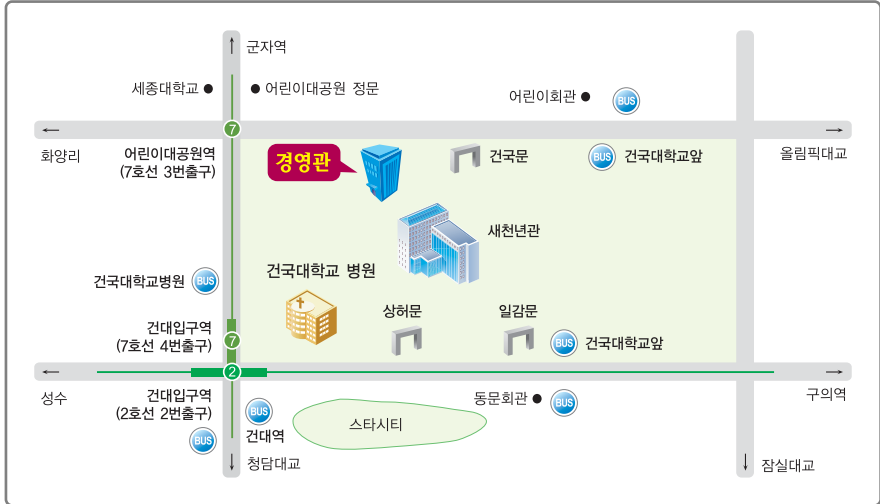 군자역
세종대학교
어린이대공원 정문
어린이회관
BUS
7
화양리
어린이대공원역
(7호선 3번출구)
경영관
건국문
BUS
건국대학교앞
올림픽대교
새천년관
건국대학교병원
BUS
건국대학교 병원
상허문
일감문
건대입구역
(7호선 4번출구)
7
BUS
건국대학교앞
2
성수
건대입구역
(2호선 2번출구)
BUS
BUS
건대역
스타시티
동문회관
BUS
구의역
청담대교
잠실대교